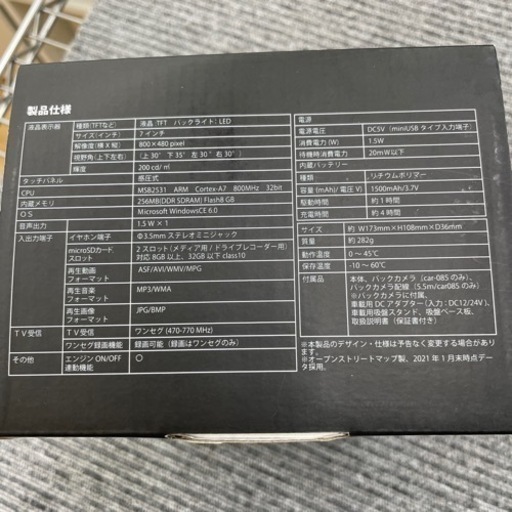 製品仕様
液晶表示器 種類(TFTなど) 液晶 TFT バックライト: LED
サイズ(インチ) 7インチ
解像度(横X縦) 800×480 pixel
視野角(上下左右) (上30°下35°左30°右30°)
輝度 200 cd/㎡
タッチパネル 感圧式
CPU MSB2531 ARM Cortex-A7 800MHz 32bit
内蔵メモリ 256MB(DDR SDRAM) Flash8 GB
OS Microsoft WindowsCE 6.0
音声出力 1.5 W×1
入出力端子 イヤホン端子 Φ3.5mm ステレオミニジャック
microSDカードスロット 2 スロット(メディア用/ドライブレコーダー用)
対応 8GB 以上、32GB 以下 class10
再生動画フォーマット ASF/AVI/WMV/MPG
再生音楽フォーマット MP3/WMA
再生画像フォーマット JPG/BMP
TV受信 TV受信 ワンセグ (470-770 MHz)
ワンセグ録画機能 録画可能(録画はワンセグのみ)
その他 エンジンON/OFF連動機能 〇
電源
電源電圧 DC5V(miniUSB タイプ入力端子)
消費電力(W) 1.5W
待機時消費電力 20mW以下
内蔵バッテリー
種類 リチウムポリマー
容量(mAh)/電圧(V) 1500mAh/3.7V
駆動時間 約1時間
充電時間 約4時間
サイズ 約 W173mm×H108mm×D36mm
質量 約282g
動作温度 0〜45℃
保存温度 -10〜60℃
付属品 本体、バックカメラ(car-085のみ)、
バックカメラ配線(5.5m/car085のみ)
※バックカメラに付属、
車載用DCアダプター(入力:DC12/24V)、
車載用吸盤スタンド、吸盤ベース板、
取扱説明書(保証書付き)
※本製品のデザイン・仕様は予告なく変更する場合があります。
※オープンストリートマップ製、2021年1月末時点データ採用。